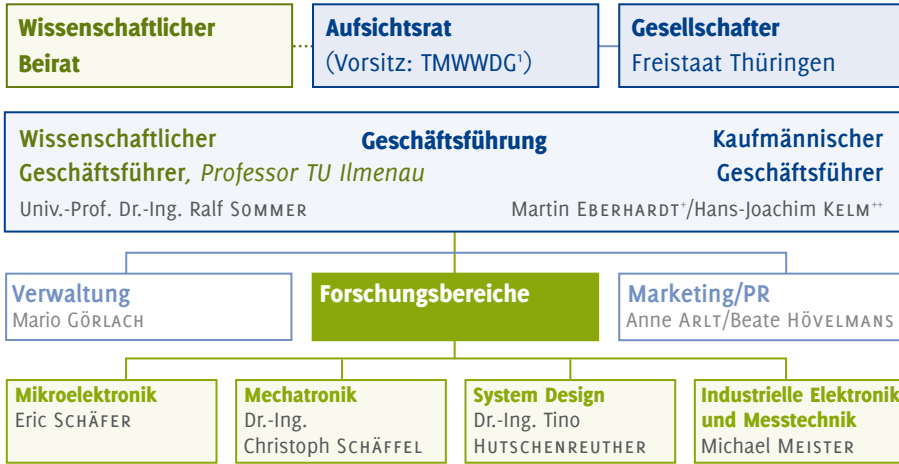 Wissenschaftlicher
Beirat
Aufsichtsrat
(Vorsitz: TMWWDG¹)
Gesellschafter
Freistaat Thüringen
Wissenschaftlicher
Geschäftsführer, Professor TU Ilmenau
Univ.-Prof. Dr.-Ing. Ralf SOMMER
Geschäftsführung
Kaufmännischer
Geschäftsführer
Martin EBERHARDT⁺/Hans-Joachim KELM⁺⁺
Verwaltung
Mario GÖRLACH
Forschungsbereiche
Marketing/PR
Anne ARLT/Beate HÖVELMANS
Mikroelektronik
Eric SCHÄFER
Mechatronik
Dr.-Ing.
Christoph SCHÄFFEL
System Design
Dr.-Ing. Tino
HUTSCHENREUTHER
Industrielle Elektronik
und Messtechnik
Michael MEISTER